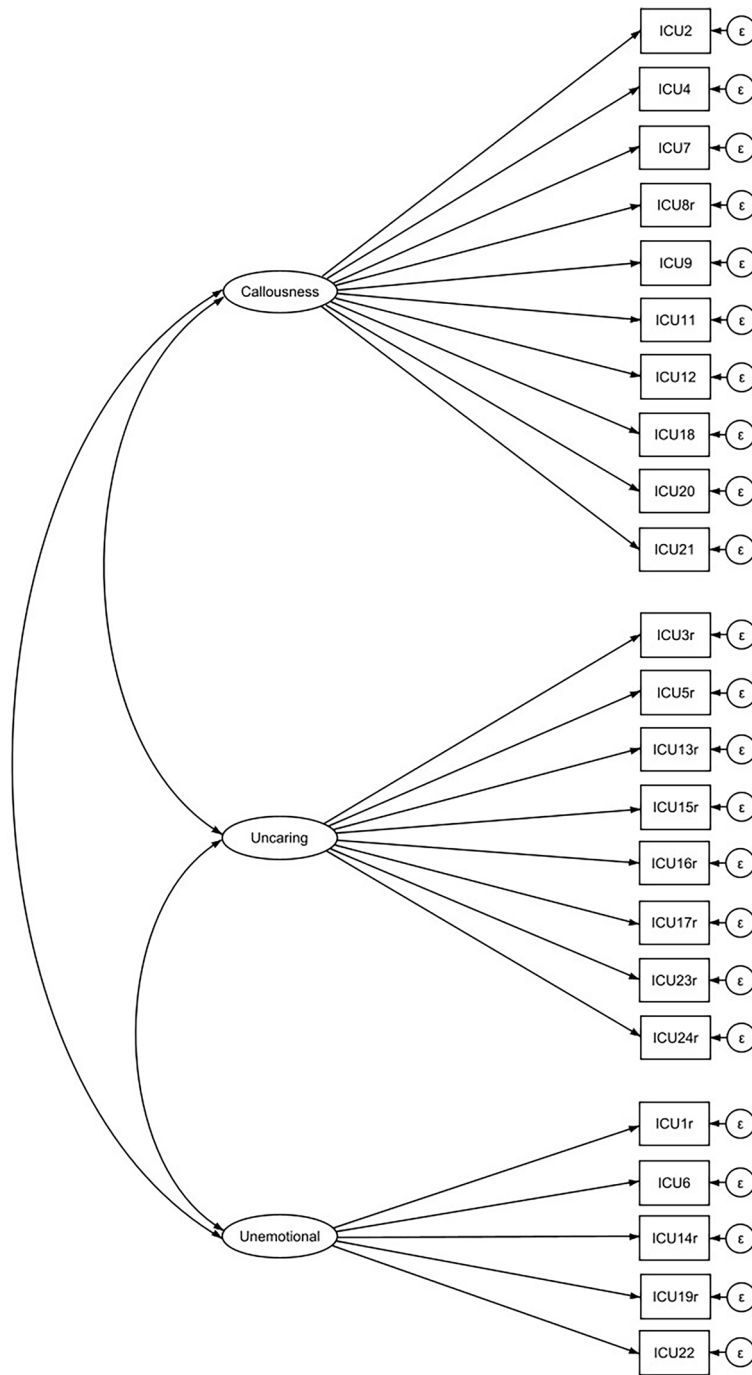 ICU2 ε
ICU4 ε
ICU7 ε
ICU8r ε
ICU9 ε
Callousness
ICU11 ε
ICU12 ε
ICU18 ε
ICU20 ε
ICU21 ε
ICU3r ε
ICU5r ε
ICU13r ε
ICU15r ε
Uncaring
ICU16r ε
ICU17r ε
ICU23r ε
ICU24r ε
ICU1r ε
ICU6 ε
Unemotional
ICU14r ε
ICU19r ε
ICU22 ε